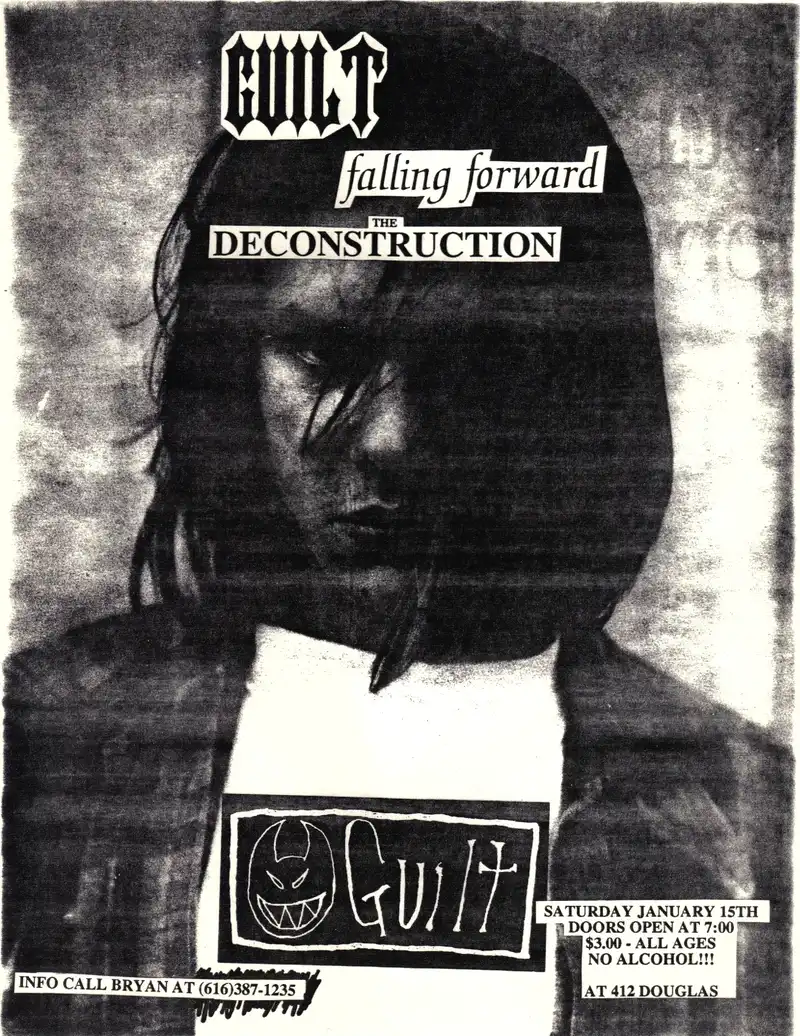 GUILT
falling forward
THE
DECONSTRUCTION
GUilt
SATURDAY JANUARY 15TH
DOORS OPEN AT 7:00
$3.00 - ALL AGES
NO ALCOHOL!!!
AT 412 DOUGLAS
INFO CALL BRYAN AT (616)387-1235